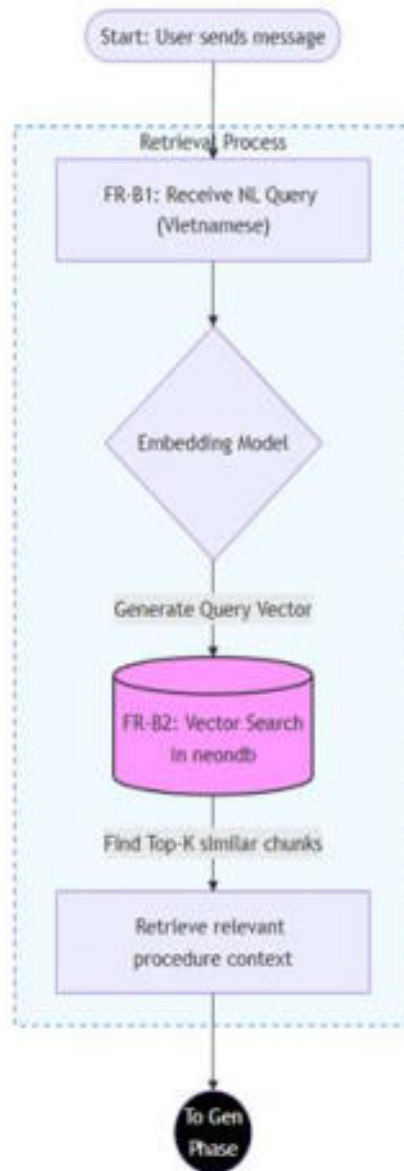 Start: User sends message
Retrieval Process
FR-B1: Receive NL Query
(Vietnamese)
Embedding Model
Generate Query Vector
FR-B2: Vector Search
in neondb
Find Top-K similar chunks
Retrieve relevant
procedure context
To Gen
Phase